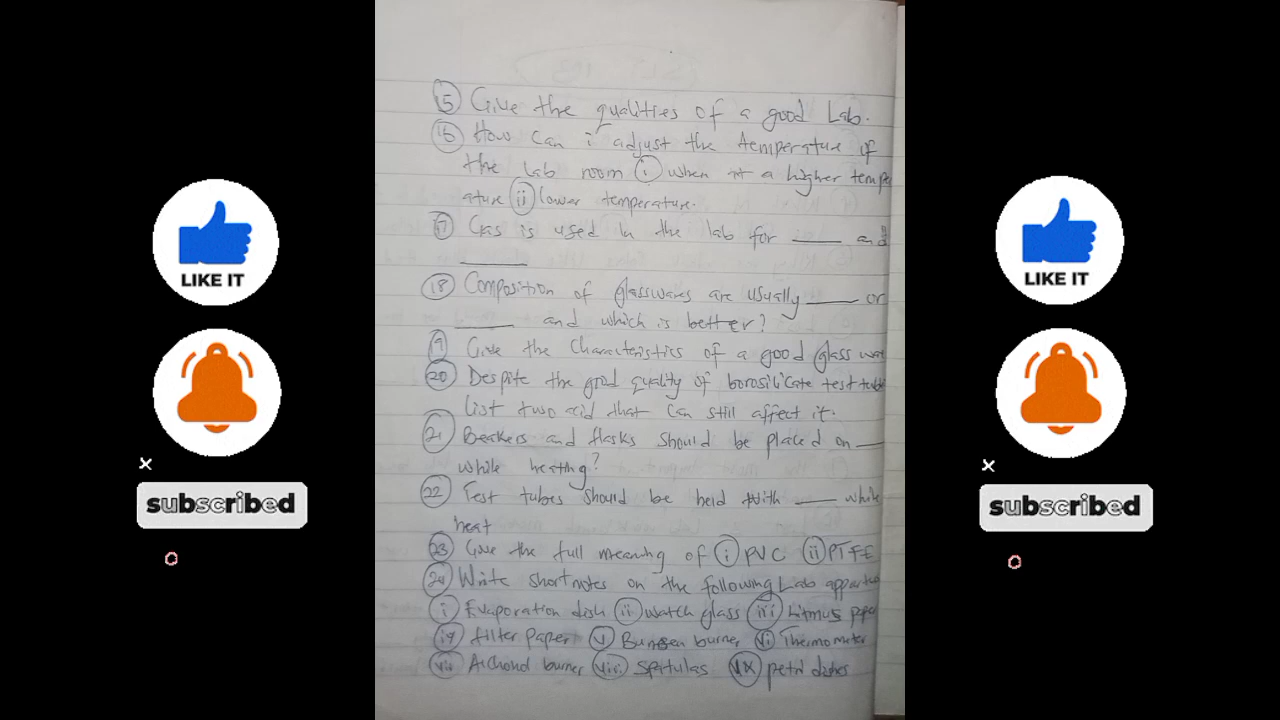 15 Give the qualities of a good Lab.
16 How can i adjust the temperature of
the Lab room (i) when it a higher temper
ature (ii) lower temperature.
17 Gas is used in the lab for ____ and
____
18 Composition of glasswares are usually ____ or
____ and which is better?
19 Give the Characteristics of a good glass
20 Despite the good quality of borosilicate test
list two acid that can still affect it.
21 Beakers and flasks should be placed on ____
while heating?
22 Test tubes should be held with ____ while
heat
23 Give the full meaning of (i) PVC (ii) PTFE
24 Write short notes on the following Lab
(i) Evaporation dish (ii) watch glass (iii) Litmus paper
(iv) filter paper (v) Bunsen burner (vi) Thermometer
(vii) burner (viii) Spatulas (ix) petri dishes
LIKE IT
subscribed
LIKE IT
subscribed